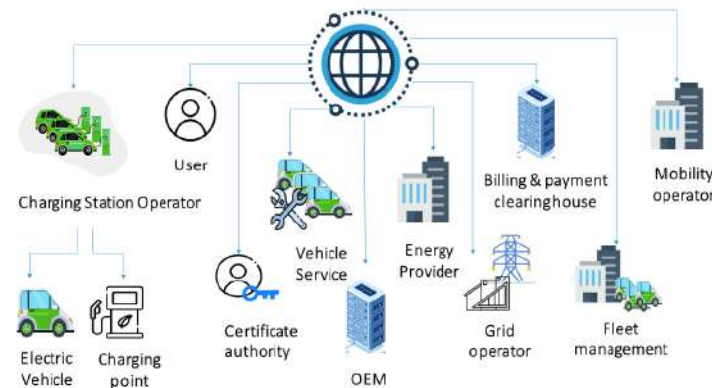 User
Charging Station Operator
Billing & payment
clearinghouse
Mobility
operator
Vehicle
Service
Energy
Provider
Electric
Vehicle
Charging
point
Certificate
authority
OEM
Grid
operator
Fleet
management